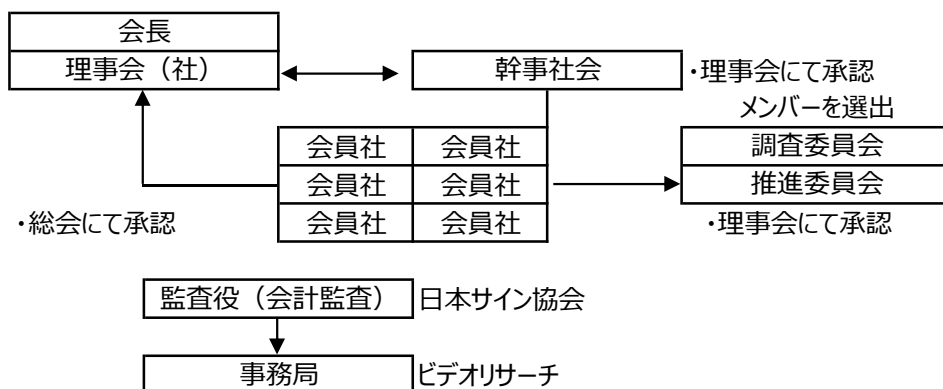 会長
理事会（社）
幹事社会
・理事会にて承認
メンバーを選出
会員社 会員社
調査委員会
会員社 会員社
推進委員会
・総会にて承認
会員社 会員社
・理事会にて承認
監査役（会計監査）
日本サイン協会
事務局
ビデオリサーチ